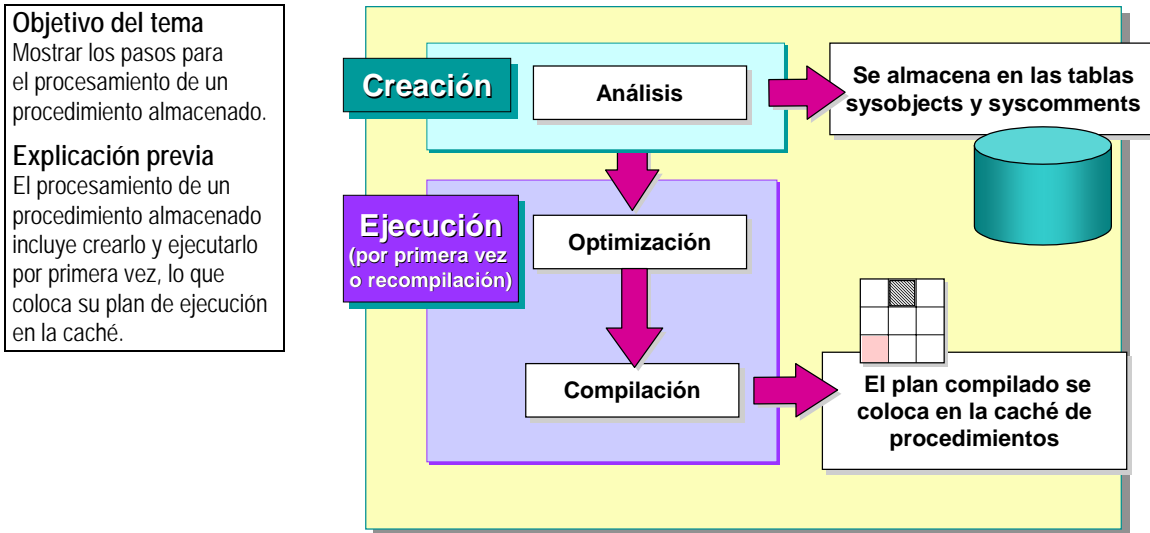 Objetivo del tema
Mostrar los pasos para
el procesamiento de un
procedimiento almacenado.
Explicación previa
El procesamiento de un
procedimiento almacenado
incluye crearlo y ejecutarlo
por primera vez, lo que
coloca su plan de ejecución
en la caché.
Creación
Análisis
Se almacena en las tablas
sysobjects y syscomments
Ejecución
(por primera vez
o recompilación)
Optimización
Compilación
El plan compilado se
coloca en la caché de
procedimientos